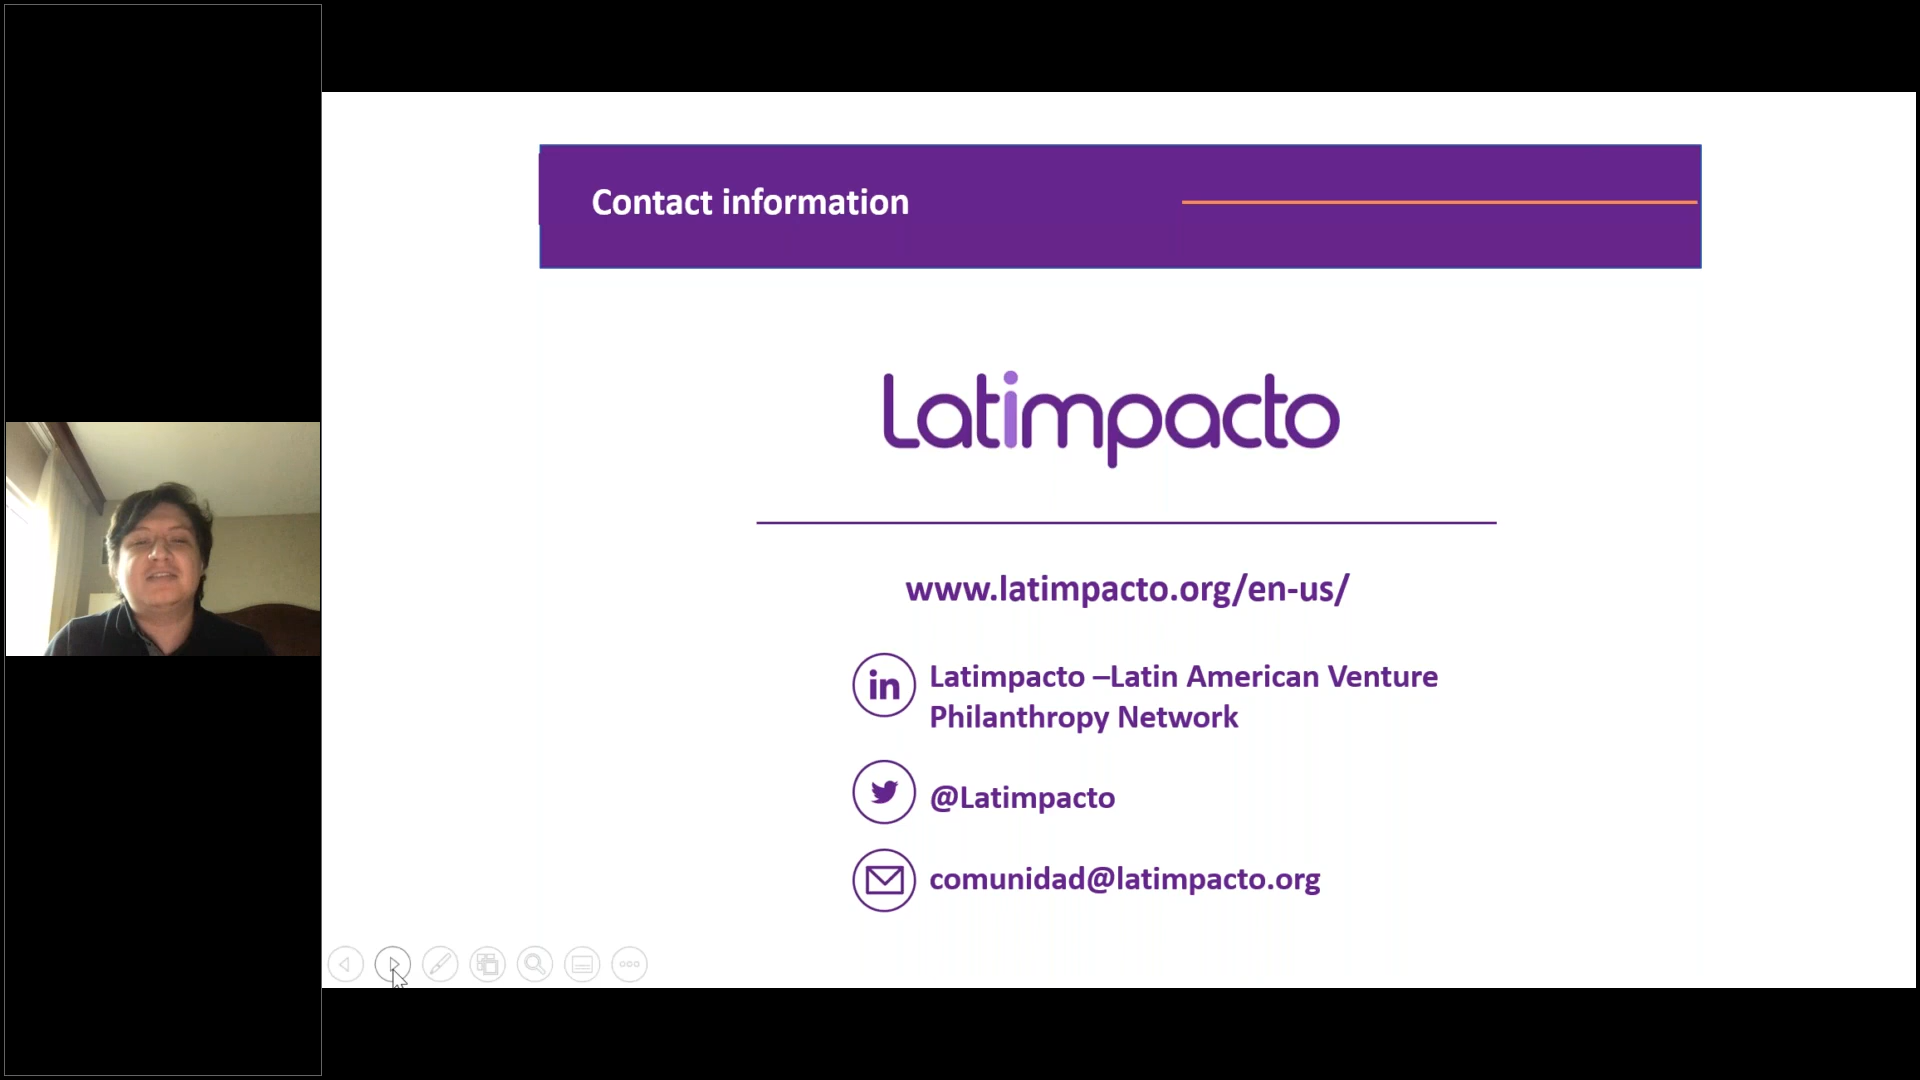 Contact information
Latimpacto
www.latimpacto.org/en-us/
in
Latimpacto –Latin American Venture
Philanthropy Network
@Latimpacto
comunidad@latimpacto.org